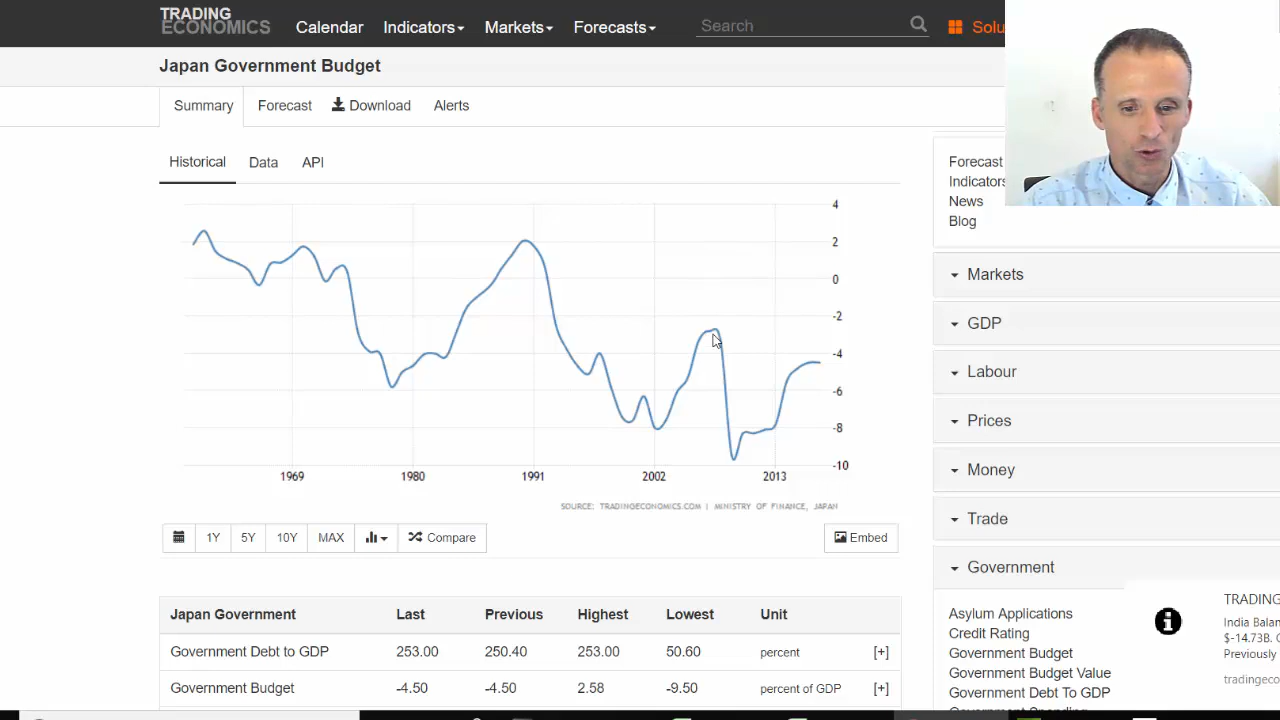 TRADING
ECONOMICS
Calendar Indicators Markets Forecasts Search Solu
Japan Government Budget
Summary Forecast Download Alerts
Historical Data API
4
2
0
-2
-4
-6
-8
-10
1969 1980 1991 2002 2013
SOURCE: TRADINGECONOMICS.COM | MINISTRY OF FINANCE, JAPAN
1Y 5Y 10Y MAX Compare Embed
Japan Government Last Previous Highest Lowest Unit
Government Debt to GDP 253.00 250.40 253.00 50.60 percent [+]
Government Budget -4.50 -4.50 2.58 -9.50 percent of GDP [+]
Forecast
Indicators
News
Blog
Markets
GDP
Labour
Prices
Money
Trade
Government
Asylum Applications
Credit Rating
Government Budget
Government Budget Value
Government Debt To GDP
TRADING
India Balan
$-14.73B. C
Previously
tradingeco